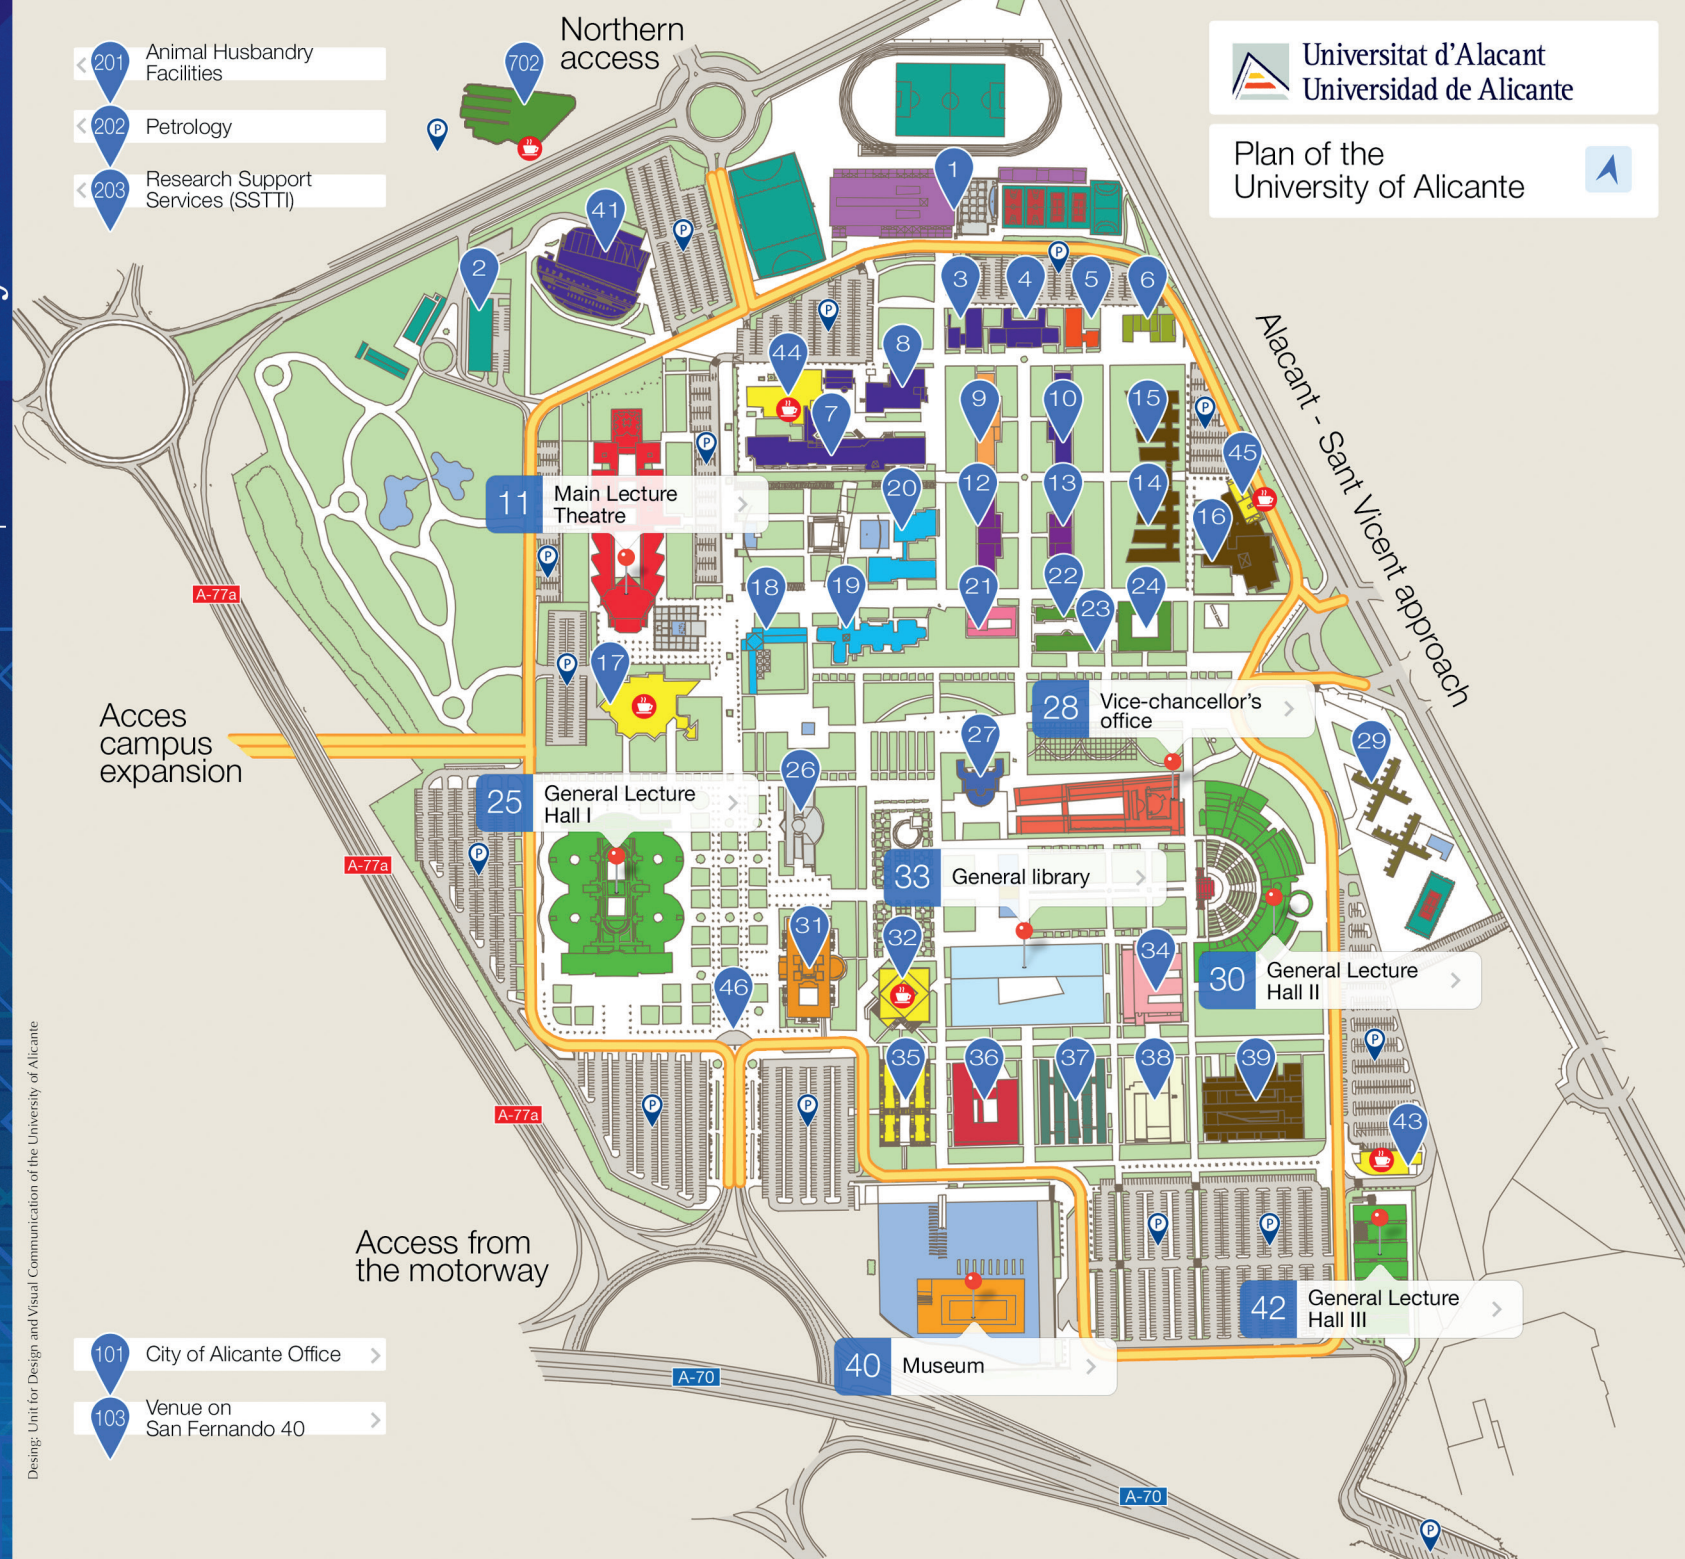 201
Animal Husbandry
Facilities
202
Petrology
203
Research Support
Services (SSTTI)
Northern
access
702
P
Universitat d'Alacant
Universidad de Alicante
Plan of the
University of Alicante
1
41
P
2
P
3
4
5
6
P
44
8
7
9
10
15
P
P
45
Alacant - Sant Vicent approach
11
Main Lecture
Theatre
20
12
13
14
16
P
A-77a
18
19
21
22
23
24
P
17
Acces
campus
expansion
28
Vice-chancellor's
office
27
29
26
25
General Lecture
Hall I
P
A-77a
33
General library
31
32
34
30
General Lecture
Hall II
46
35
36
37
38
39
P
P
P
A-77a
43
P
P
Access from
the motorway
42
General Lecture
Hall III
40
Museum
A-70
A-70
P
101
City of Alicante Office
103
Venue on
San Fernando 40
Desing: Unit for Design and Visual Communication of the University of Alicante